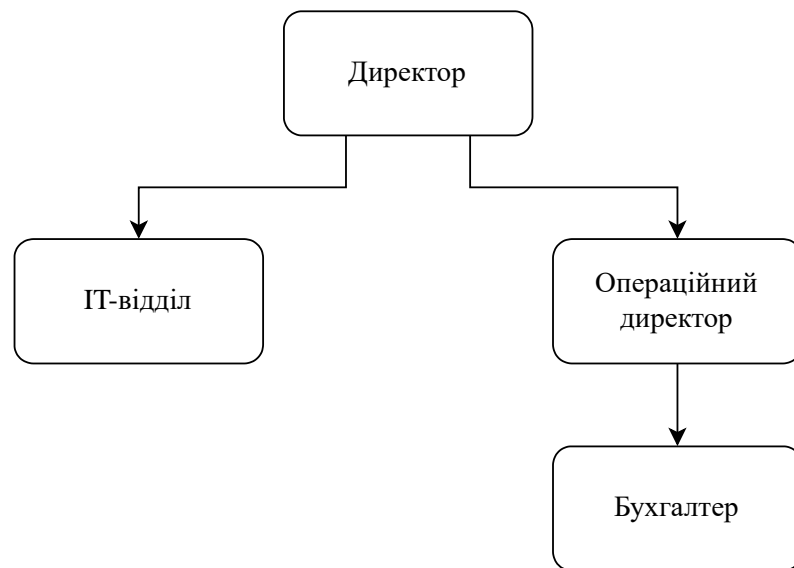 Директор
ІТ-відділ
Операційний
директор
Бухгалтер